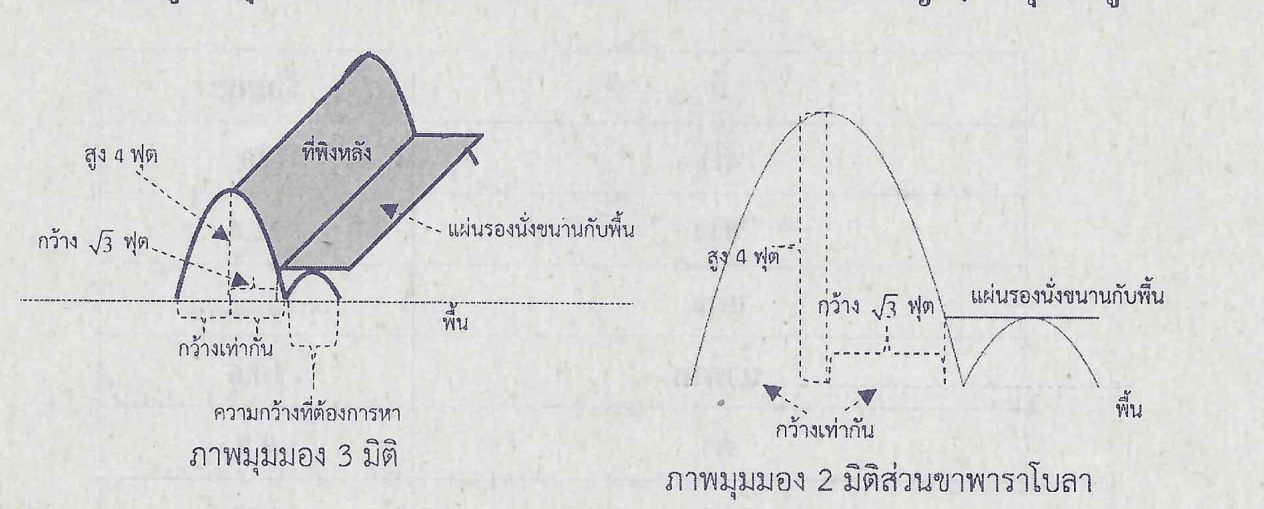 สูง 4 ฟุต
ที่พิงหลัง
กว้าง √3 ฟุต
แผ่นรองนั่งขนานกับพื้น
พื้น
กว้างเท่ากัน
ความกว้างที่ต้องการหา
ภาพมุมมอง 3 มิติ
สูง 4 ฟุต
กว้าง √3 ฟุต
แผ่นรองนั่งขนานกับพื้น
พื้น
กว้างเท่ากัน
ภาพมุมมอง 2 มิติส่วนขาพาราโบลา